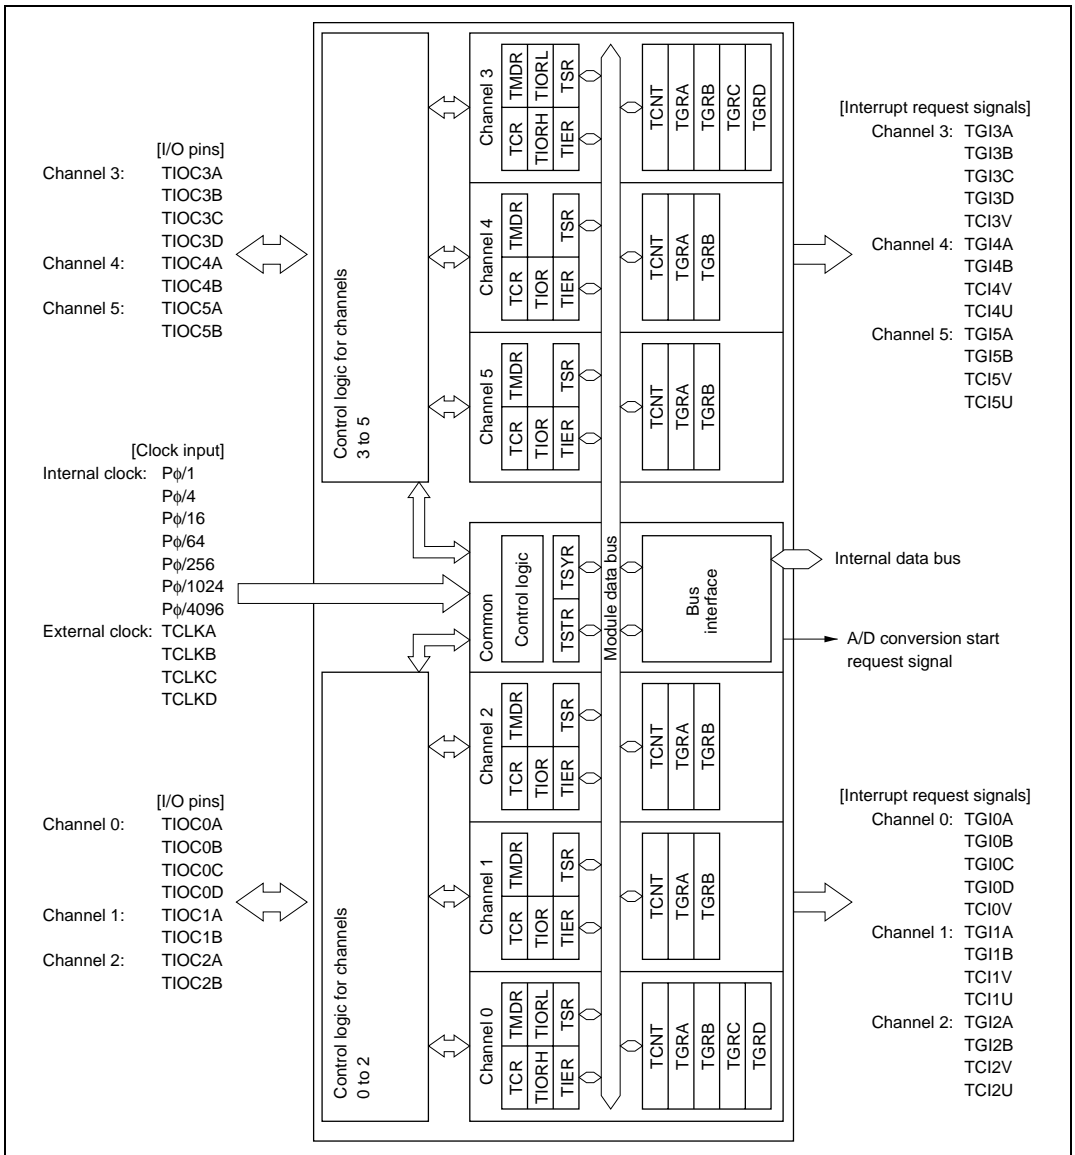 [I/O pins]
Channel 3: TIOC3A
TIOC3B
TIOC3C
TIOC3D
Channel 4: TIOC4A
TIOC4B
Channel 5: TIOC5A
TIOC5B
[Clock input]
Internal clock: Pϕ/1
Pϕ/4
Pϕ/16
Pϕ/64
Pϕ/256
Pϕ/1024
Pϕ/4096
External clock: TCLKA
TCLKB
TCLKC
TCLKD
[I/O pins]
Channel 0: TIOC0A
TIOC0B
TIOC0C
TIOC0D
Channel 1: TIOC1A
TIOC1B
Channel 2: TIOC2A
TIOC2B
Control logic for channels
3 to 5
Control logic for channels
0 to 2
Channel 3
TCR TMDR
TIORH TIORL
TIER TSR
TCNT
TGRA
TGRB
TGRC
TGRD
Channel 4
TCR TMDR
TIOR
TIER TSR
TCNT
TGRA
TGRB
Channel 5
TCR TMDR
TIOR
TIER TSR
TCNT
TGRA
TGRB
Common
Control logic
TSTR TSYR
Module data bus
Bus
interface
Channel 2
TCR TMDR
TIOR
TIER TSR
TCNT
TGRA
TGRB
Channel 1
TCR TMDR
TIOR
TIER TSR
TCNT
TGRA
TGRB
Channel 0
TCR TMDR
TIORH TIORL
TIER TSR
TCNT
TGRA
TGRB
TGRC
TGRD
[Interrupt request signals]
Channel 3: TGI3A
TGI3B
TGI3C
TGI3D
TCI3V
Channel 4: TGI4A
TGI4B
TCI4V
TCI4U
Channel 5: TGI5A
TGI5B
TCI5V
TCI5U
Internal data bus
A/D conversion start
request signal
[Interrupt request signals]
Channel 0: TGI0A
TGI0B
TGI0C
TGI0D
TCI0V
Channel 1: TGI1A
TGI1B
TCI1V
TCI1U
Channel 2: TGI2A
TGI2B
TCI2V
TCI2U